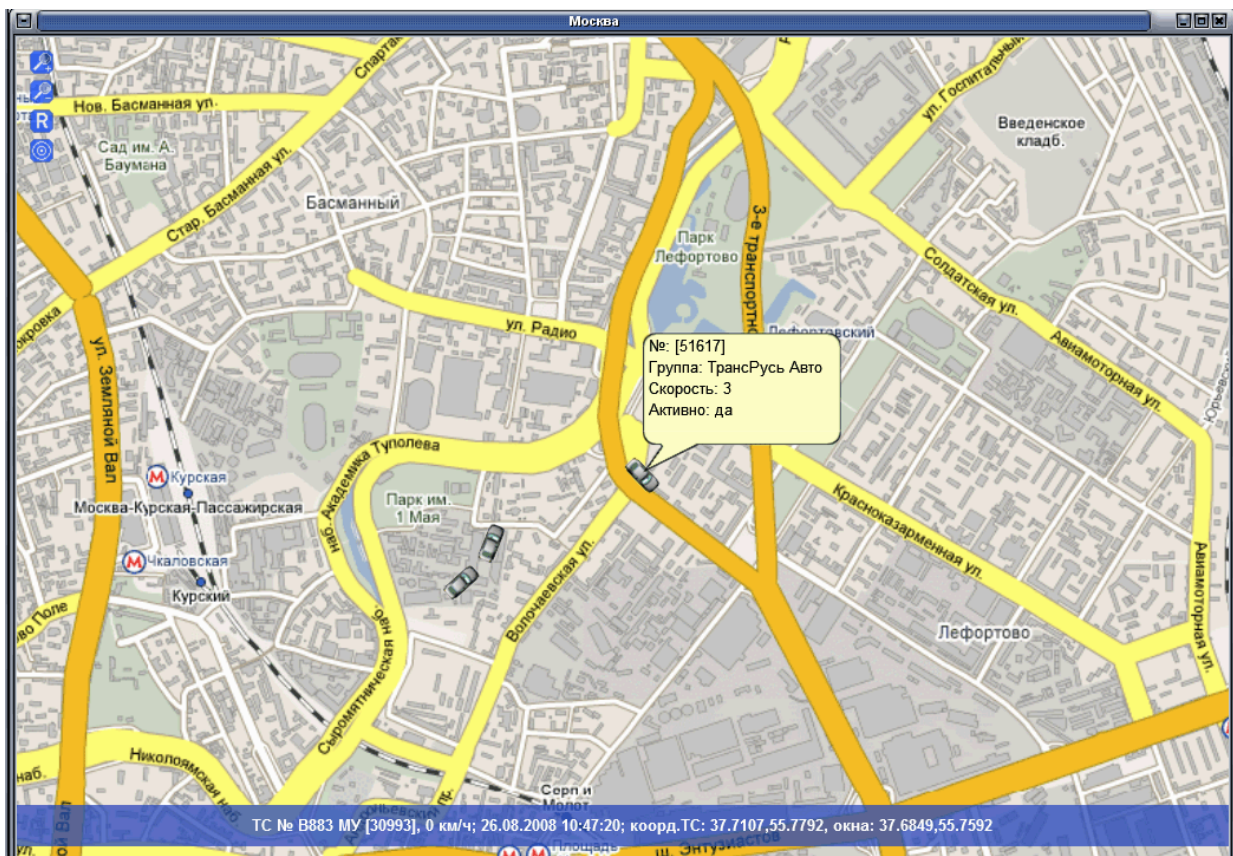 Москва
Спартак
Нов. Басманная ул.
R
ул. Госпитальный
Введенское
кладб.
Сад им. А.
Баумана
Стар. Басманная ул.
Басманный
Парк
Лефортово
3-е транспортно
Солдатская ул.
Лефортовский
Авиамоторная ул.
ул. Радио
№: [51617]
Группа: ТрансРусь Авто
Скорость: 3
Активно: да
ул. Земляной Вал
наб. Академика Туполева
М Курская
Москва-Курская-Пассажирская
Парк им.
1 Мая
Красноказарменная ул.
М Чкаловская
Курский
Волочаевская ул.
Авиамоторная ул.
Лефортово
Сыромятническая наб.
Николоямская наб.
наб.
Серп и
Молот
ТС № В883 МУ [30993], 0 км/ч; 26.08.2008 10:47:20; коорд.ТС: 37.7107,55.7792, окна: 37.6849,55.7592
Площадь
ш. Энтузиастов